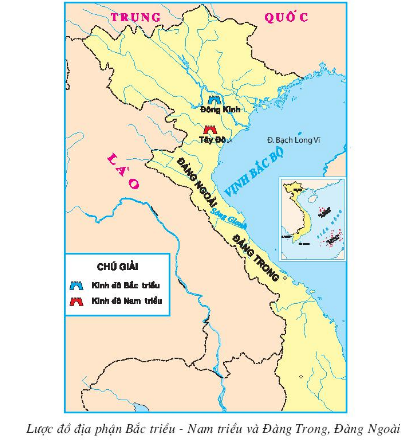 TRUNG QUỐC
Đông Kinh
Tây Đô
Đ. Bạch Long Vĩ
LÀO
ĐÀNG NGOÀI
VỊNH BẮC BỘ
Sông Gianh
ĐÀNG TRONG
CHÚ GIẢI
Kinh đô Bắc triều
Kinh đô Nam triều
Lược đồ địa phận Bắc triều - Nam triều và Đàng Trong, Đàng Ngoài